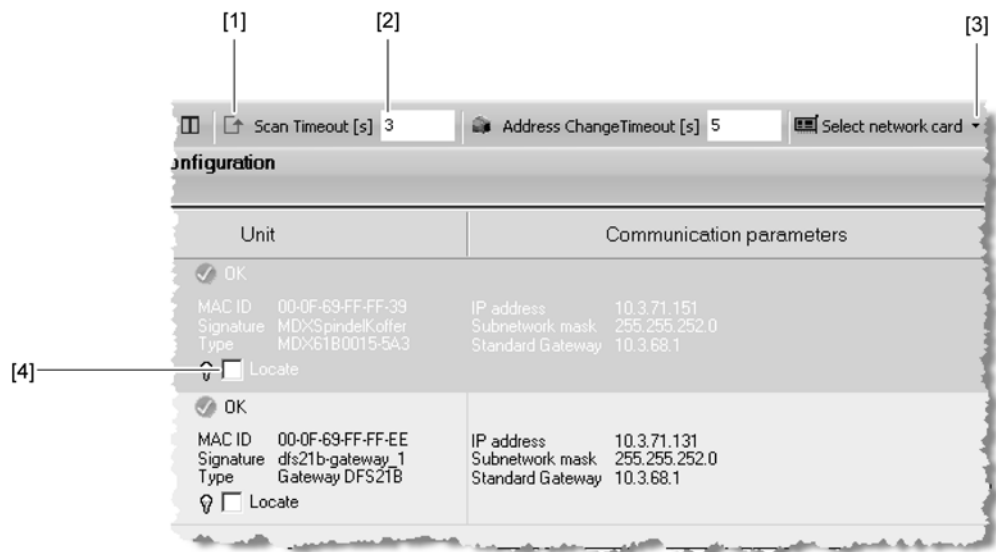 [1] [2] [3]
Scan Timeout [s] 3 Address ChangeTimeout [s] 5 Select network card
onfiguration
Unit Communication parameters
OK
MAC ID 00-0F-69-FF-FF-39 IP address 10.3.71.151
Signature MDXSpindelKoffer Subnetwork mask 255.255.252.0
Type MDX61B0015-5A3 Standard Gateway 10.3.68.1
[4] Locate
OK
MAC ID 00-0F-69-FF-FF-EE IP address 10.3.71.131
Signature dfs21b-gateway_1 Subnetwork mask 255.255.252.0
Type Gateway DFS21B Standard Gateway 10.3.68.1
Locate